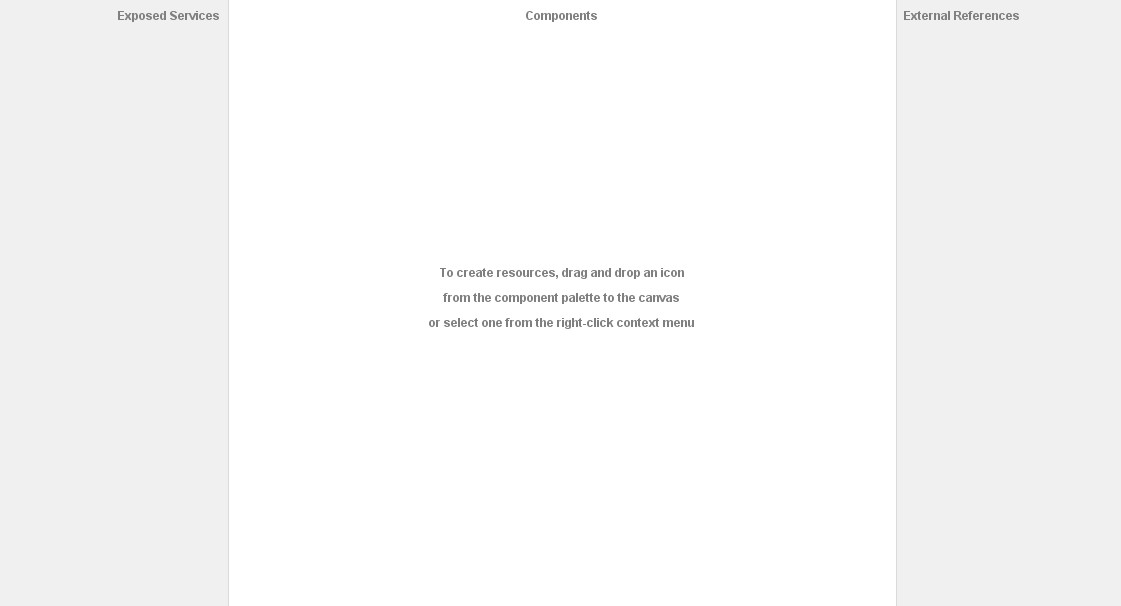 Exposed Services
Components
External References
To create resources, drag and drop an icon
from the component palette to the canvas
or select one from the right-click context menu